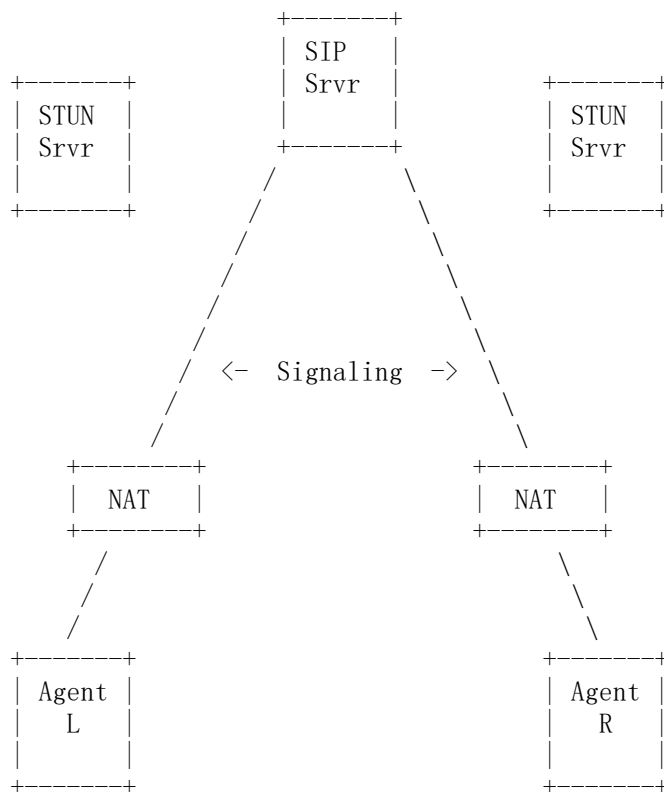 SIP
Srvr
STUN
Srvr
STUN
Srvr
<- Signaling ->
NAT
NAT
Agent
L
Agent
R